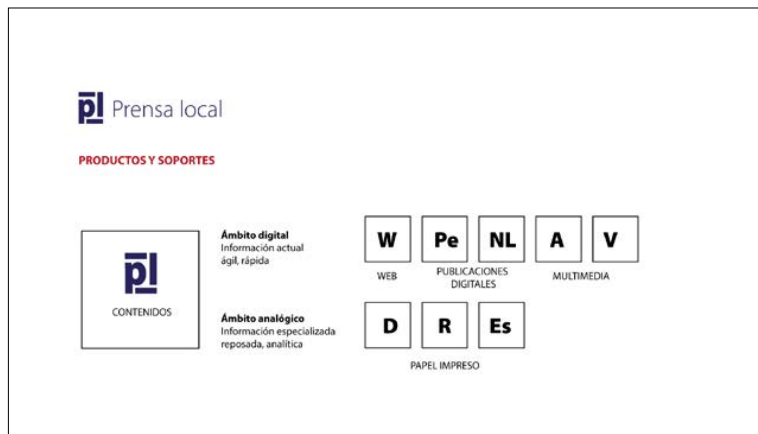 pl Prensa local
PRODUCTOS Y SOPORTES
pl
CONTENIDOS
Ámbito digital
Información actual
ágil, rápida
W Pe NL A V
WEB
PUBLICACIONES
DIGITALES
MULTIMEDIA
Ámbito analógico
Información especializada
reposada, analítica
D R Es
PAPEL IMPRESO